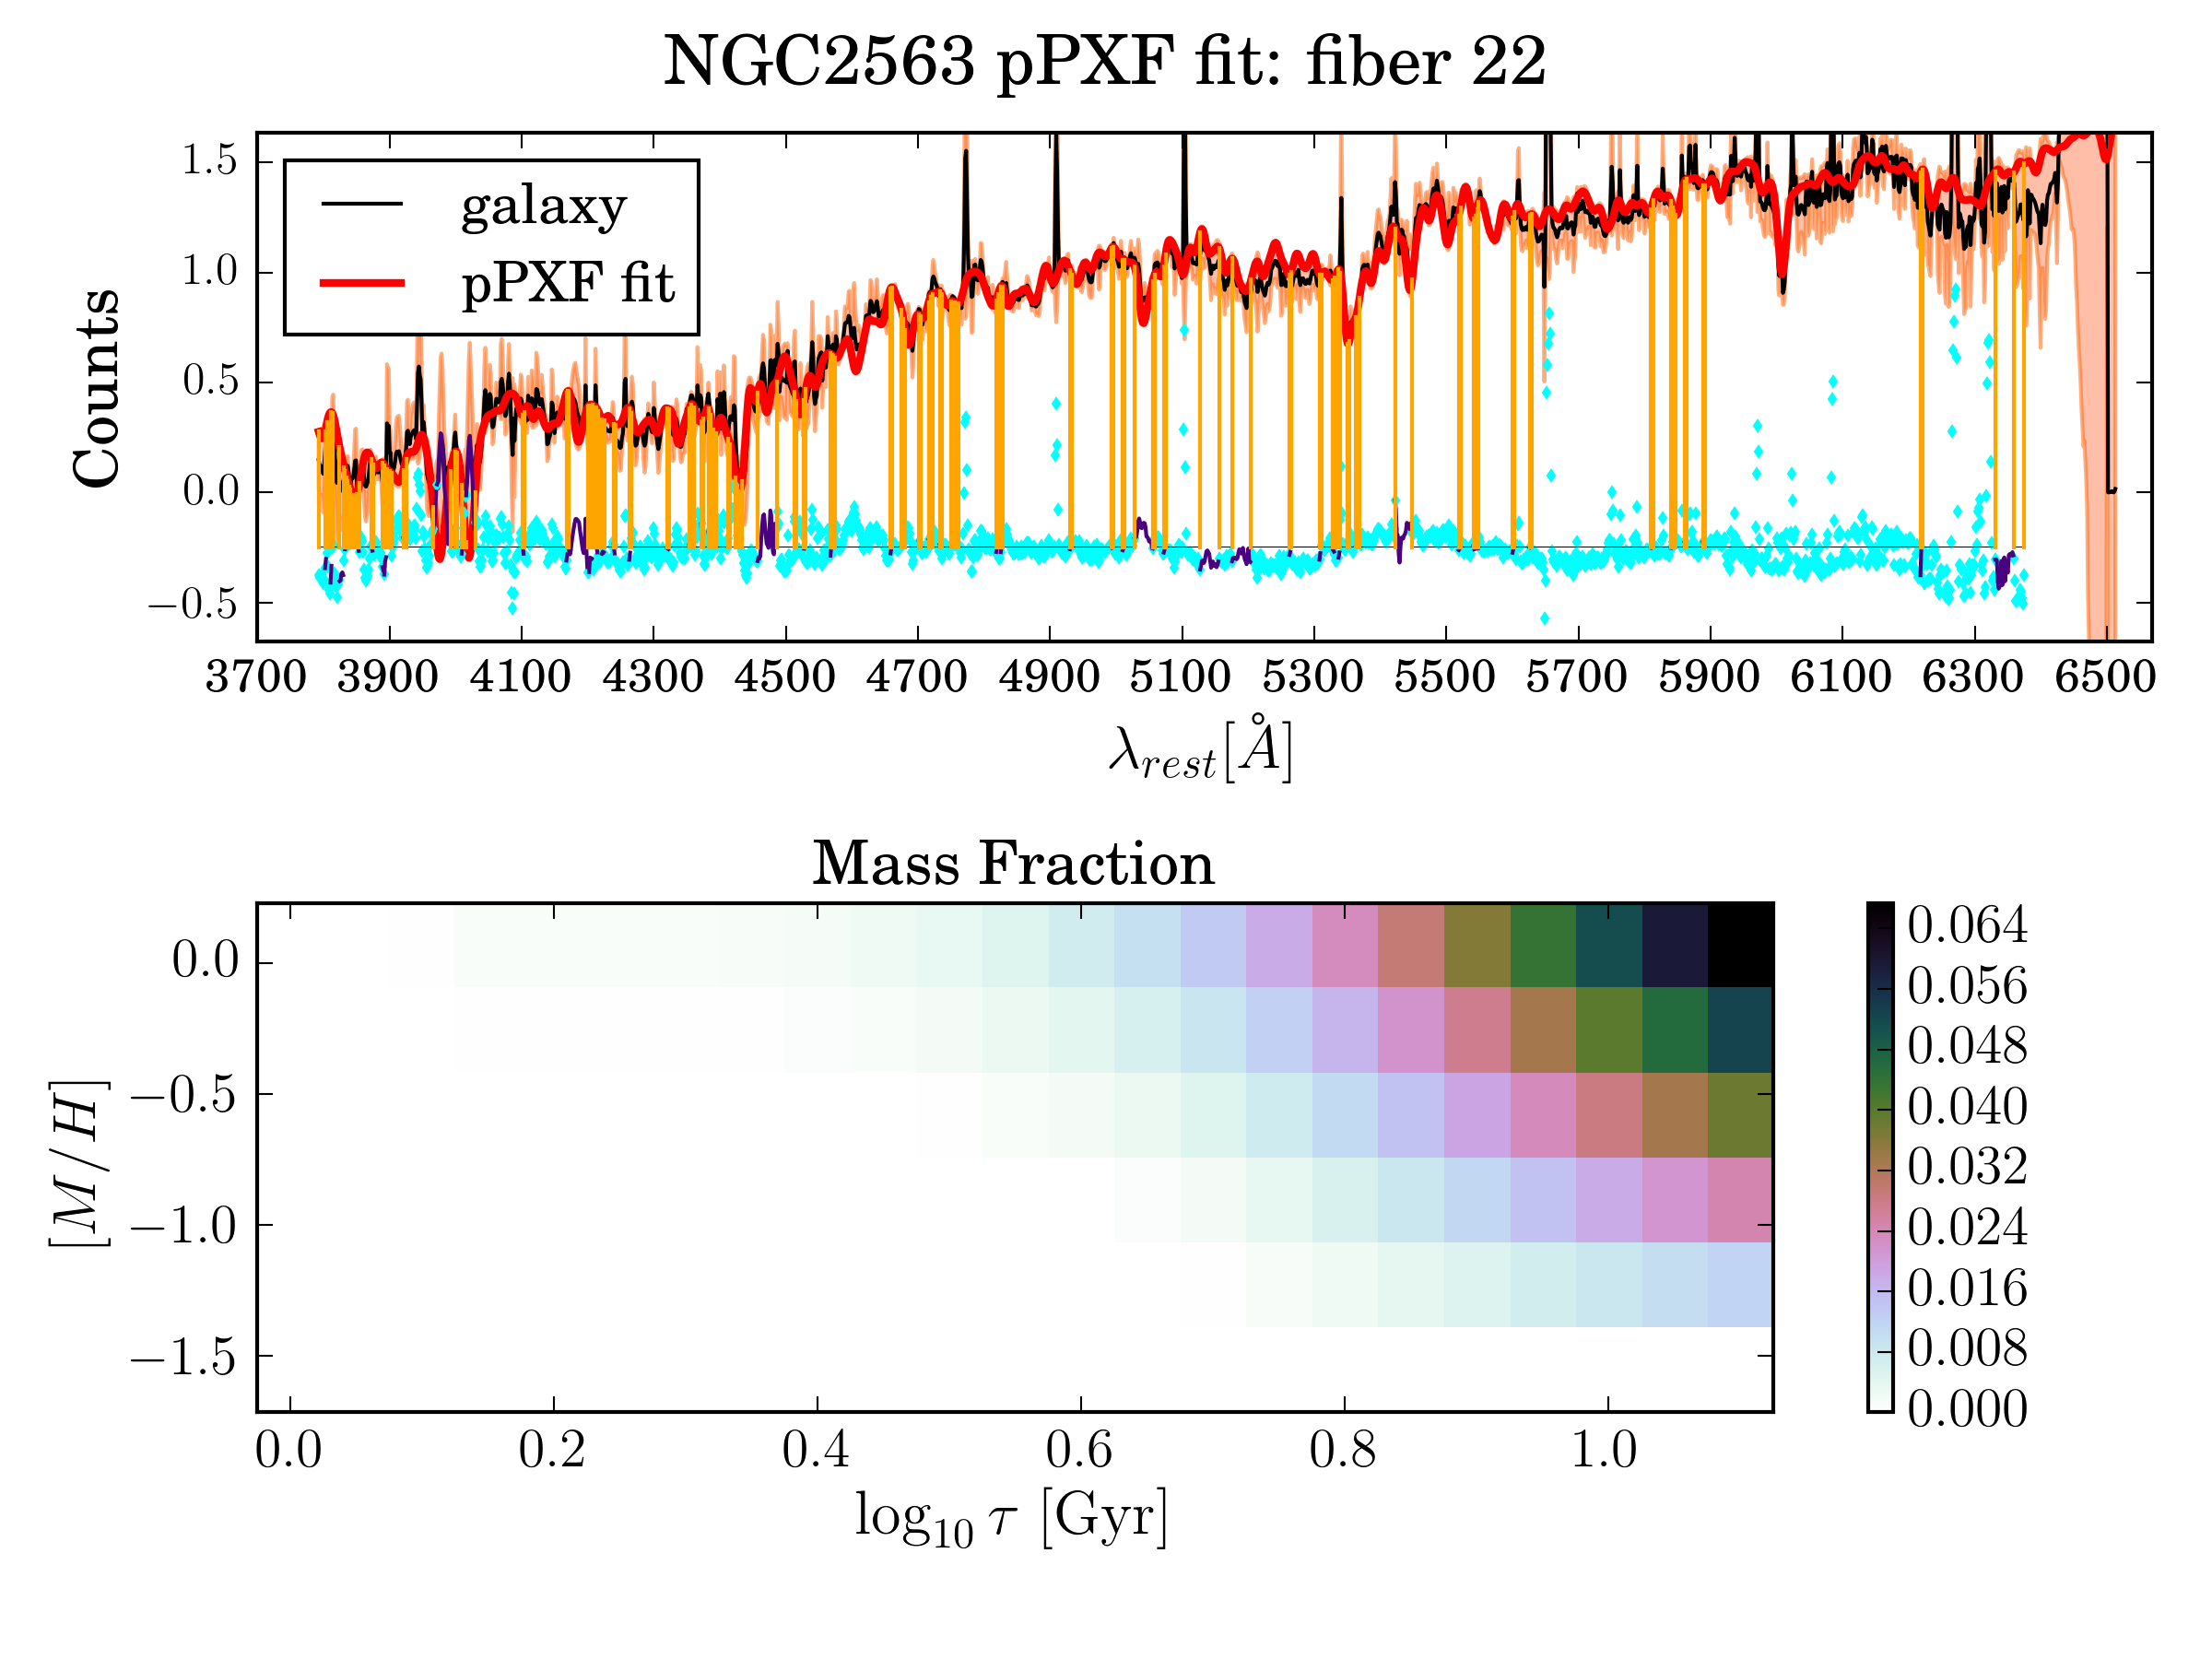 NGC2563 pPXF fit: fiber 22
galaxy
pPXF fit
Counts
1.5
1.0
0.5
0.0
−0.5
3700 3900 4100 4300 4500 4700 4900 5100 5300 5500 5700 5900 6100 6300 6500
λrest[Å]
Mass Fraction
[M/H]
0.0
−0.5
−1.0
−1.5
0.0 0.2 0.4 0.6 0.8 1.0
log10 τ [Gyr]
0.064
0.056
0.048
0.040
0.032
0.024
0.016
0.008
0.000